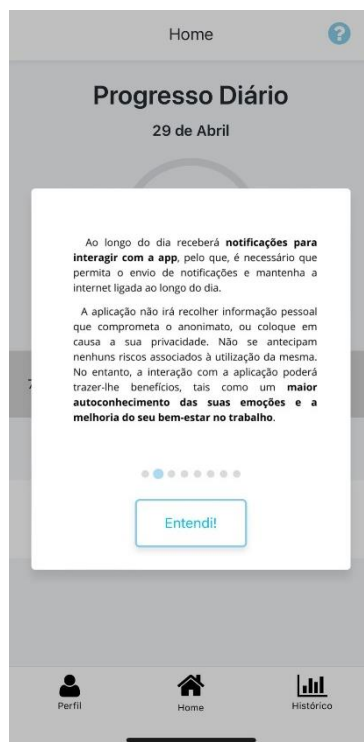 Home
?
Progresso Diário
29 de Abril
Ao longo do dia receberá notificações para
interagir com a app, pelo que, é necessário que
permita o envio de notificações e mantenha a
internet ligada ao longo do dia.
A aplicação não irá recolher informação pessoal
que comprometa o anonimato, ou coloque em
causa a sua privacidade. Não se antecipam
nenhuns riscos associados à utilização da mesma.
No entanto, a interação com a aplicação poderá
trazer-lhe benefícios, tais como um maior
autoconhecimento das suas emoções e a
melhoria do seu bem-estar no trabalho.
Entendi!
Perfil
Home
Histórico